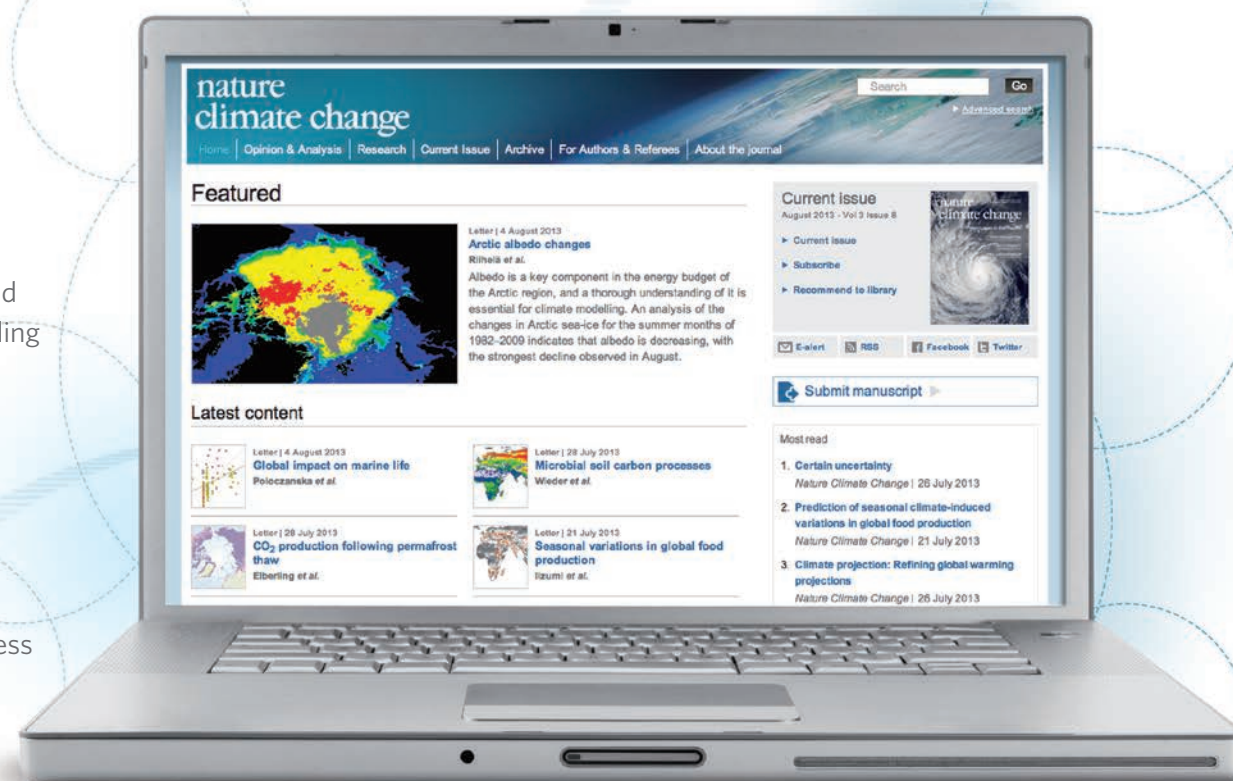 d
ling
ess
nature
climate change
Search
Go
Advanced search
Home
Opinion & Analysis
Research
Current Issue
Archive
For Authors & Referees
About the journal
Featured
Letter | 4 August 2013
Arctic albedo changes
Riihelä et al.
Albedo is a key component in the energy budget of
the Arctic region, and a thorough understanding of it is
essential for climate modelling. An analysis of the
changes in Arctic sea-ice for the summer months of
1982–2009 indicates that albedo is decreasing, with
the strongest decline observed in August.
Latest content
Letter | 4 August 2013
Global impact on marine life
Poloczanska et al.
Letter | 28 July 2013
Microbial soil carbon processes
Wieder et al.
Letter | 28 July 2013
CO₂ production following permafrost
thaw
Elberling et al.
Letter | 21 July 2013
Seasonal variations in global food
production
Iizumi et al.
Current issue
August 2013 - Vol 3 Issue 8
Current issue
Subscribe
Recommend to library
nature
climate change
E-alert
RSS
Facebook
Twitter
Submit manuscript
Most read
1. Certain uncertainty
Nature Climate Change | 26 July 2013
2. Prediction of seasonal climate-induced
variations in global food production
Nature Climate Change | 21 July 2013
3. Climate projection: Refining global warming
projections
Nature Climate Change | 26 July 2013